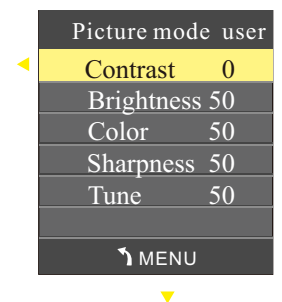 Picture mode user
Contrast 0
Brightness 50
Color 50
Sharpness 50
Tune 50
MENU